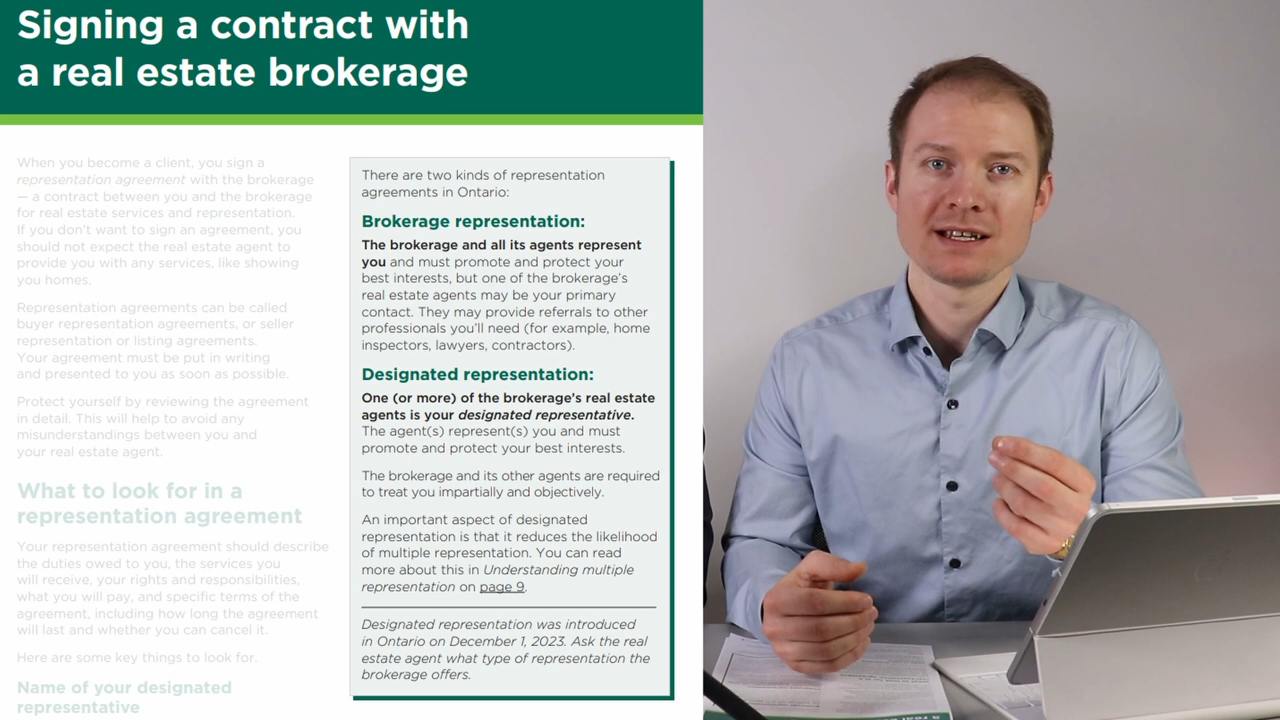 Signing a contract with
a real estate brokerage
When you become a client, you sign a
representation agreement with the brokerage
— a contract between you and the brokerage
for real estate services and representation.
If you don't want to sign an agreement, you
should not expect the real estate agent to
provide you with any services, like showing
you homes.
Representation agreements can be called
buyer representation agreements, or seller
representation or listing agreements.
Your agreement must be put in writing
and presented to you as soon as possible.
Protect yourself by reviewing the agreement
in detail. This will help to avoid any
misunderstandings between you and
your real estate agent.
What to look for in a
representation agreement
Your representation agreement should describe
the duties owed to you, the services you
will receive, your rights and responsibilities,
what you will pay, and specific terms of the
agreement, including how long the agreement
will last and whether you can cancel it.
Here are some key things to look for.
Name of your designated
representative
There are two kinds of representation
agreements in Ontario:
Brokerage representation:
The brokerage and all its agents represent
you and must promote and protect your
best interests, but one of the brokerage's
real estate agents may be your primary
contact. They may provide referrals to other
professionals you'll need (for example, home
inspectors, lawyers, contractors).
Designated representation:
One (or more) of the brokerage's real estate
agents is your designated representative.
The agent(s) represent(s) you and must
promote and protect your best interests.
The brokerage and its other agents are required
to treat you impartially and objectively.
An important aspect of designated
representation is that it reduces the likelihood
of multiple representation. You can read
more about this in Understanding multiple
representation on page 9.
Designated representation was introduced
in Ontario on December 1, 2023. Ask the real
estate agent what type of representation the
brokerage offers.